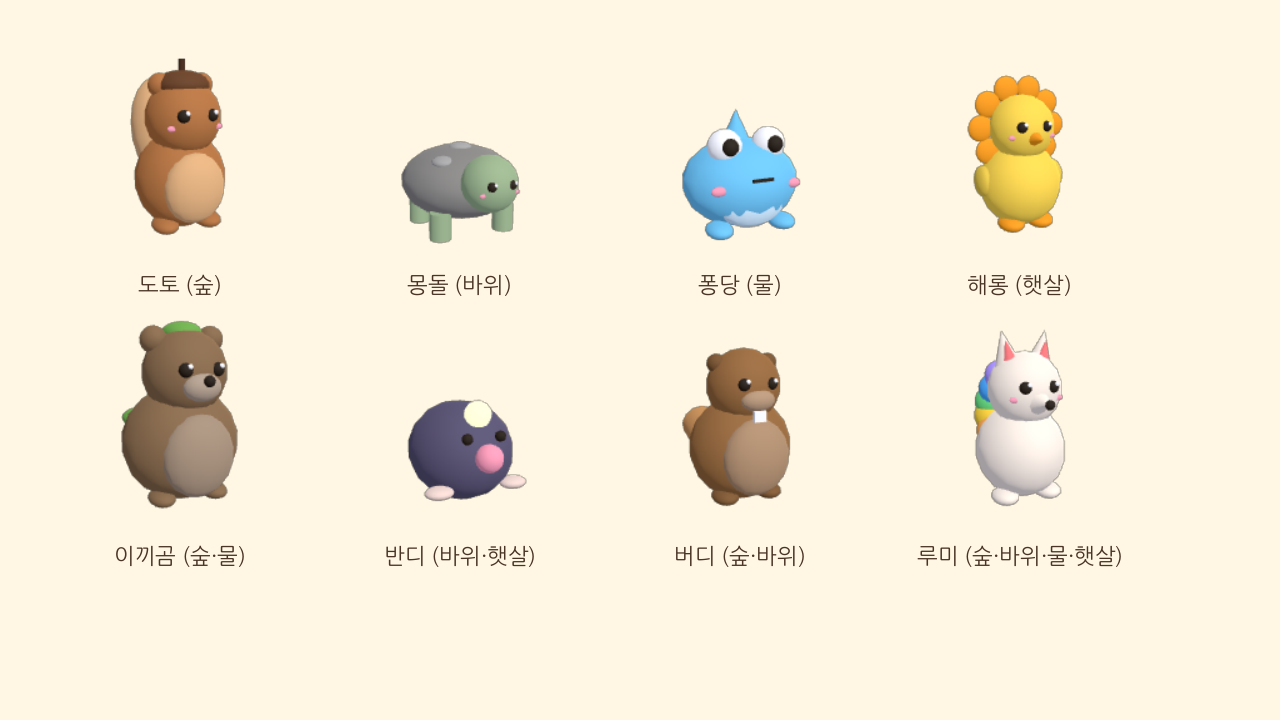 도토 (숲)
몽돌 (바위)
퐁당 (물)
해롱 (햇살)
이끼곰 (숲·물)
반디 (바위·햇살)
버디 (숲·바위)
루미 (숲·바위·물·햇살)